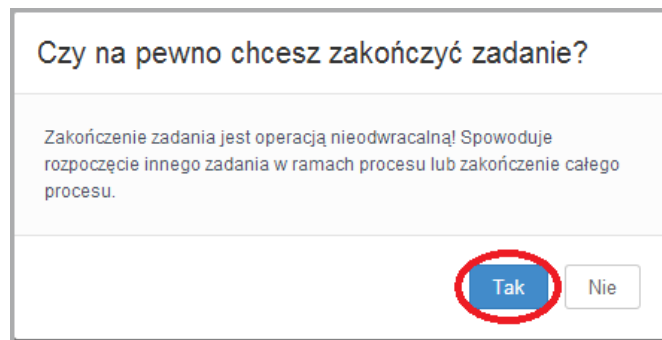 Czy na pewno chcesz zakończyć zadanie?
Zakończenie zadania jest operacją nieodwracalną! Spowoduje
rozpoczęcie innego zadania w ramach procesu lub zakończenie całego
procesu.
Tak Nie